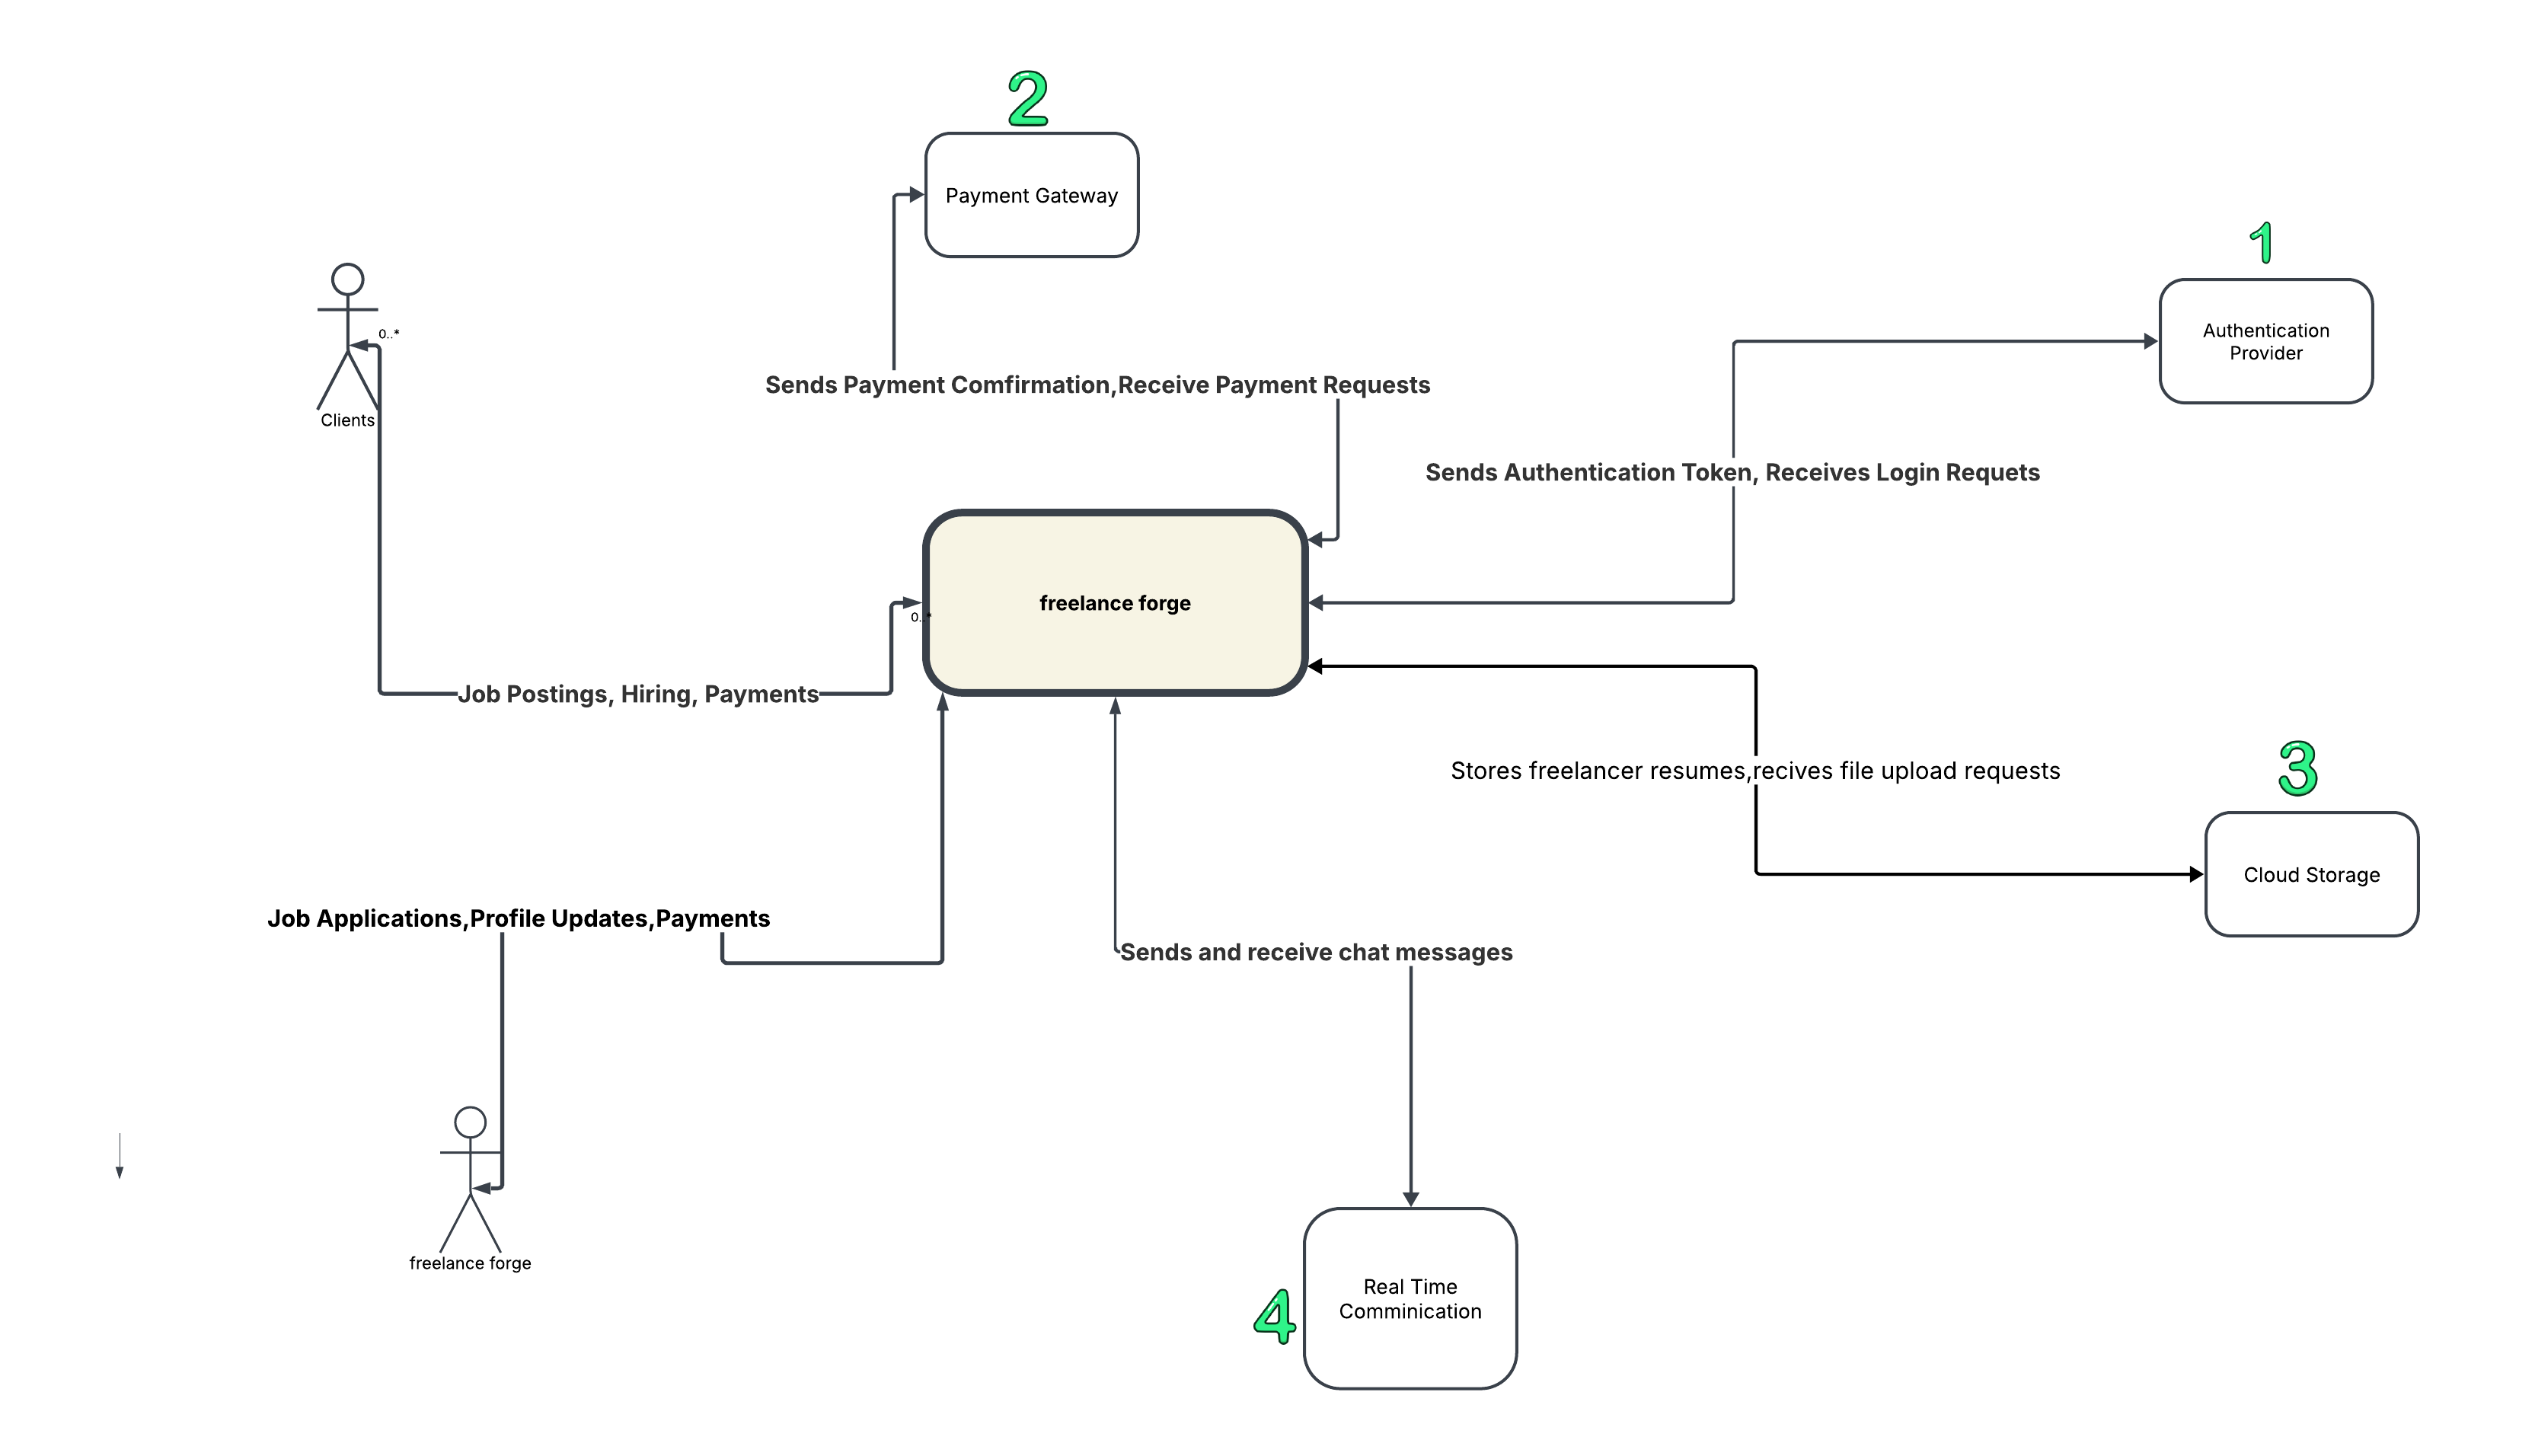 2
Payment Gateway
1
Authentication
Provider
0..*
Clients
Sends Payment Comfirmation,Receive Payment Requests
Sends Authentication Token, Receives Login Requets
freelance forge
0..*
Job Postings, Hiring, Payments
Stores freelancer resumes,recives file upload requests
3
Cloud Storage
Job Applications,Profile Updates,Payments
Sends and receive chat messages
freelance forge
4
Real Time
Comminication